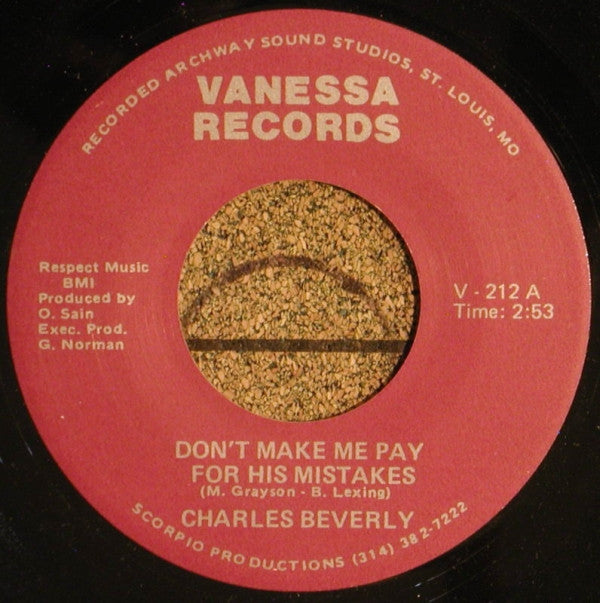 RECORDED ARCHWAY SOUND STUDIOS, ST. LOUIS, MO
VANESSA
RECORDS
Respect Music
BMI
Produced by
O. Sain
Exec. Prod.
G. Norman
V - 212 A
Time: 2:53
DON'T MAKE ME PAY
FOR HIS MISTAKES
(M. Grayson - B. Lexing)
CHARLES BEVERLY
SCORPIO PRODUCTIONS (314) 382-7222